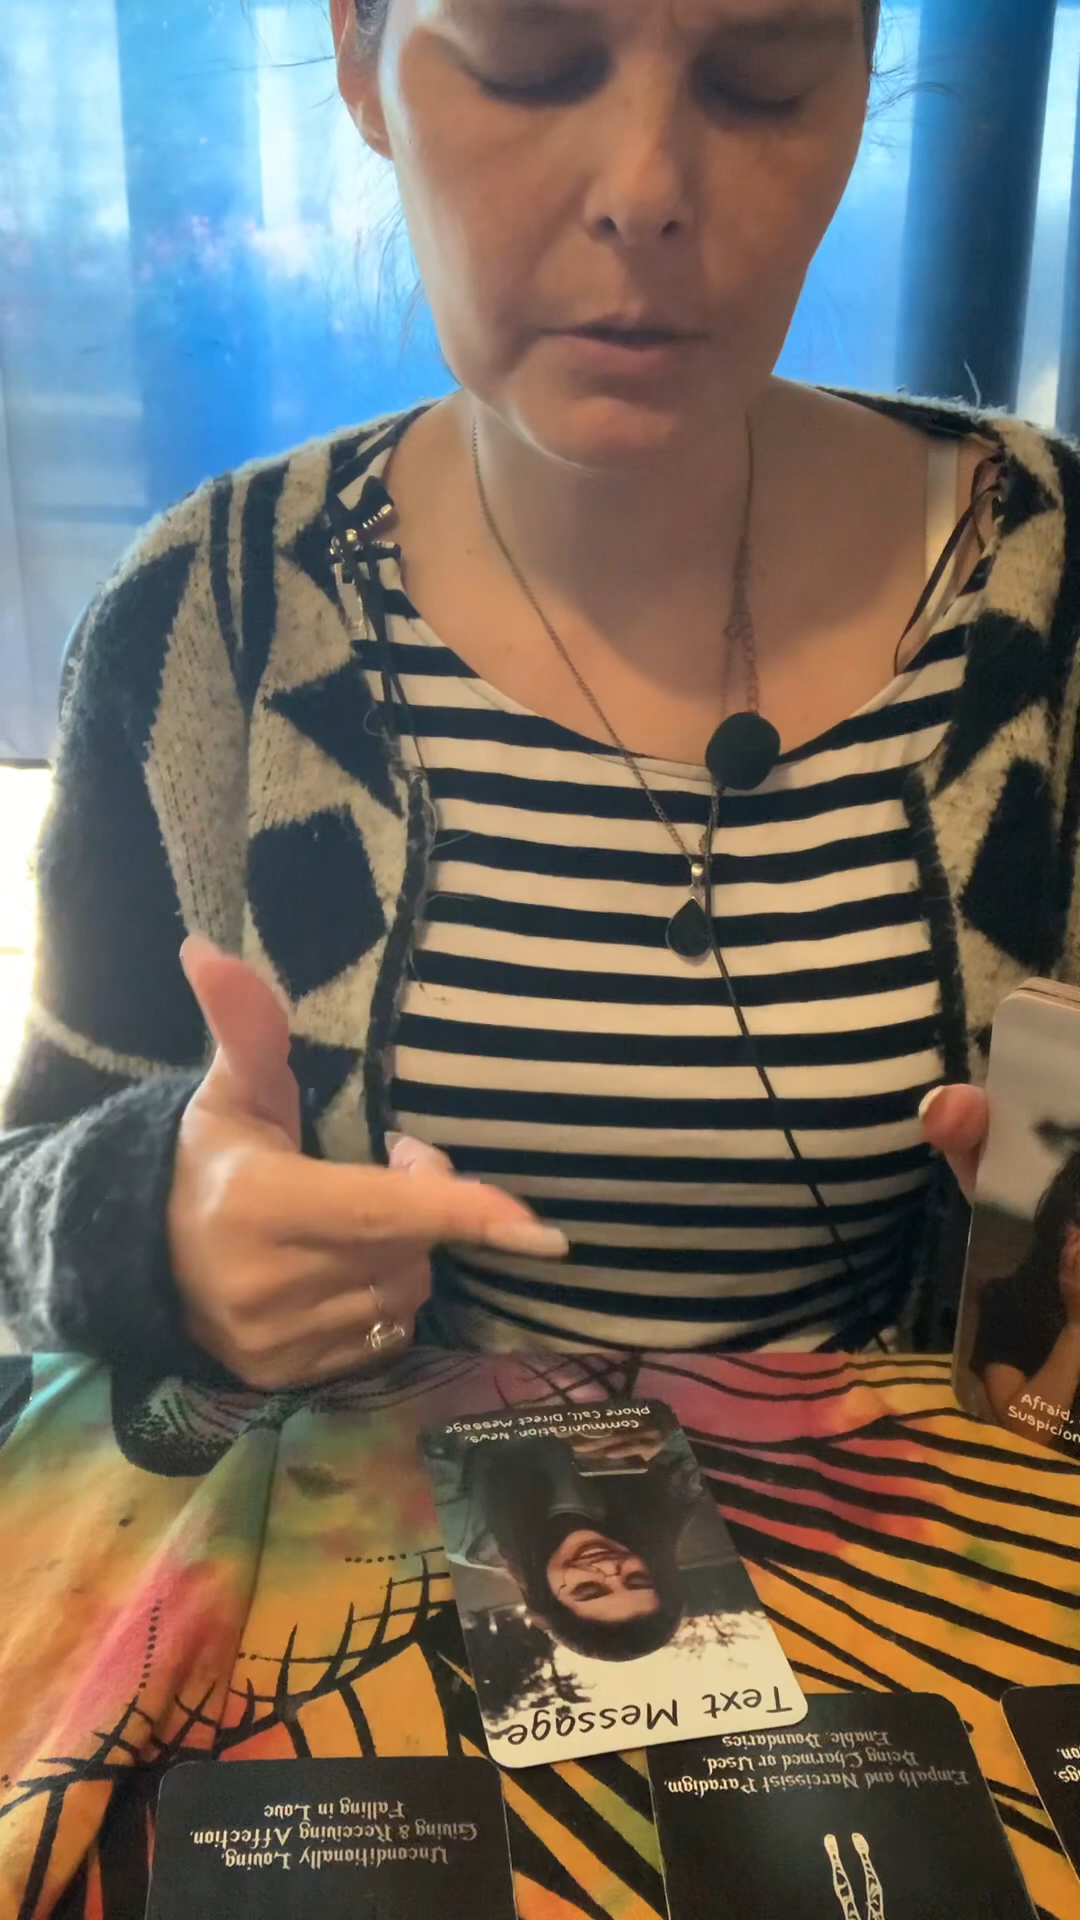 Afraid,
Suspicion
Text Message
Communication, News,
Phone Call, Direct Message
Empath and Narcissist Paradigm,
Being Charmed or Used,
Enable, Boundaries
Unconditionally Loving,
Giving & Receiving Affection,
Falling in Love